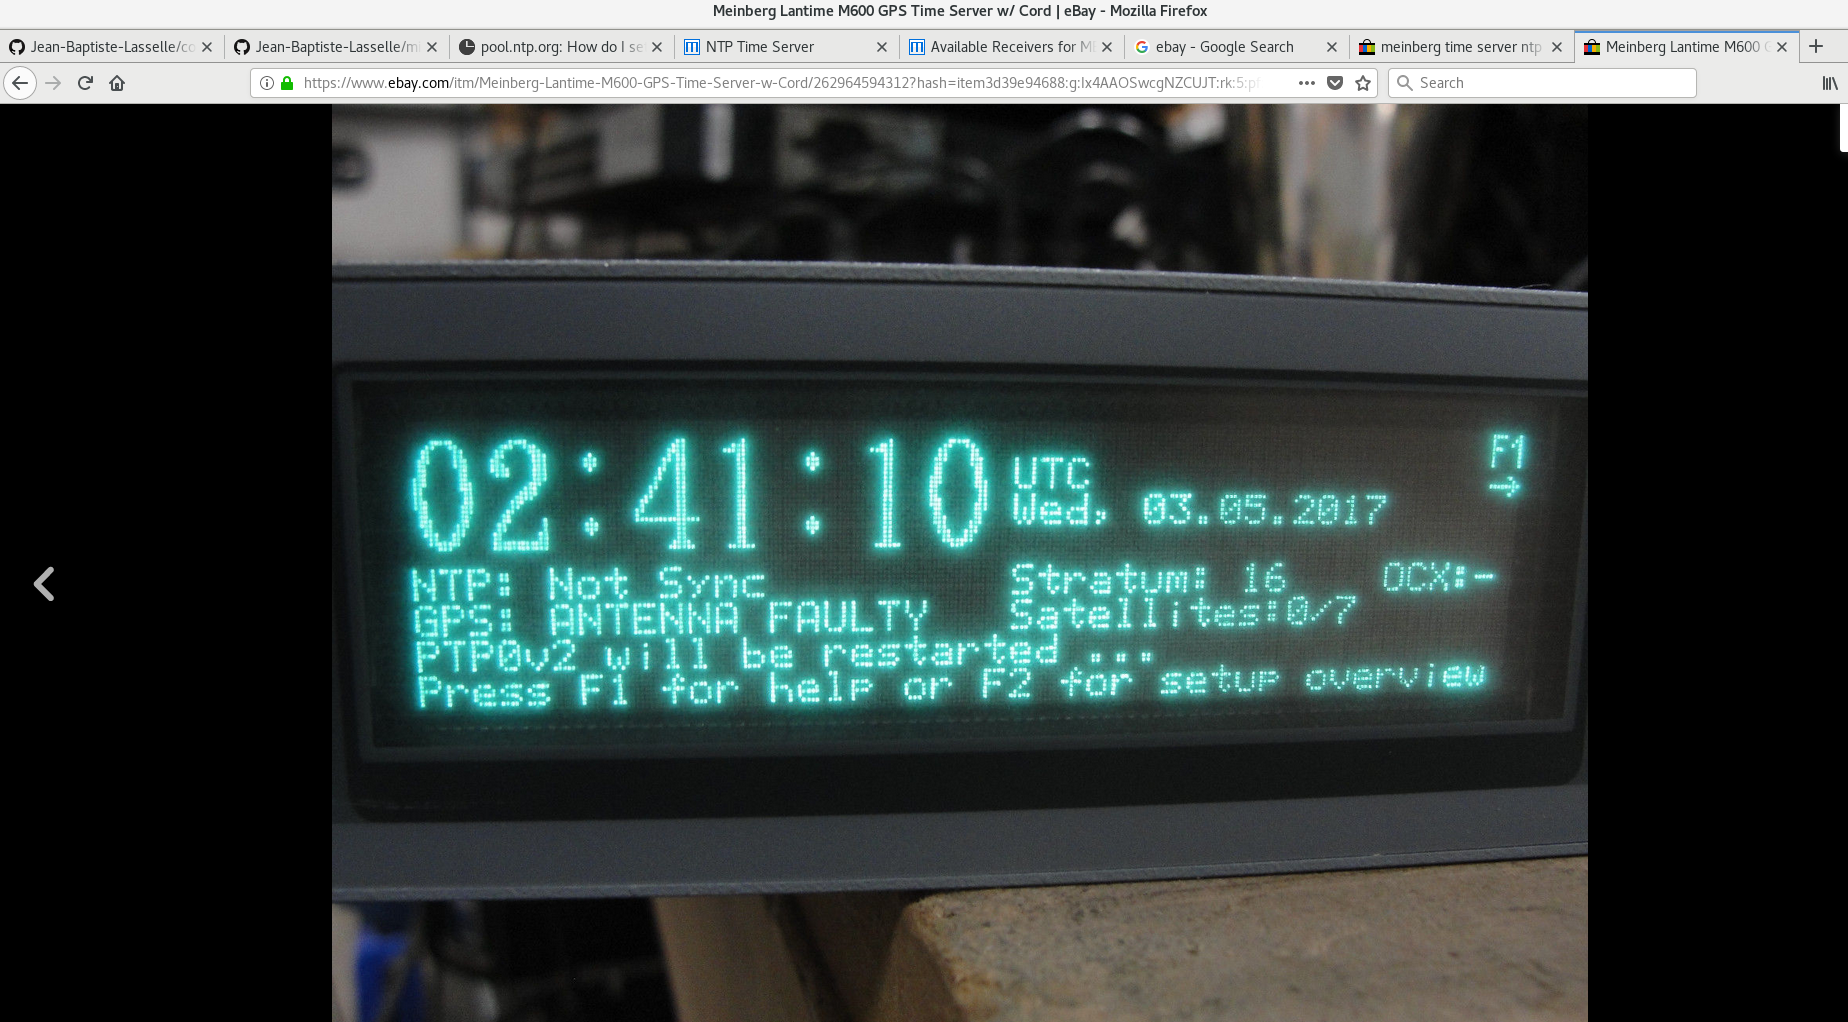 Meinberg Lantime M600 GPS Time Server w/ Cord | eBay - Mozilla Firefox
Jean-Baptiste-Lasselle/co
Jean-Baptiste-Lasselle/m
pool.ntp.org: How do I se
NTP Time Server
Available Receivers for M
ebay - Google Search
meinberg time server ntp
Meinberg Lantime M600 G
https://www.ebay.com/itm/Meinberg-Lantime-M600-GPS-Time-Server-w-Cord/262964594312?hash=item3d39e94688:g:Ix4AAOSwcgNZCUJT:rk:5:pf
Search
02:41:10
UTC
Wed, 03.05.2017
F1
→
NTP: Not Sync Stratum: 16 OCX:-
GPS: ANTENNA FAULTY Satellites:0/7
PTP0v2 will be restarted ...
Press F1 for help or F2 for setup overview